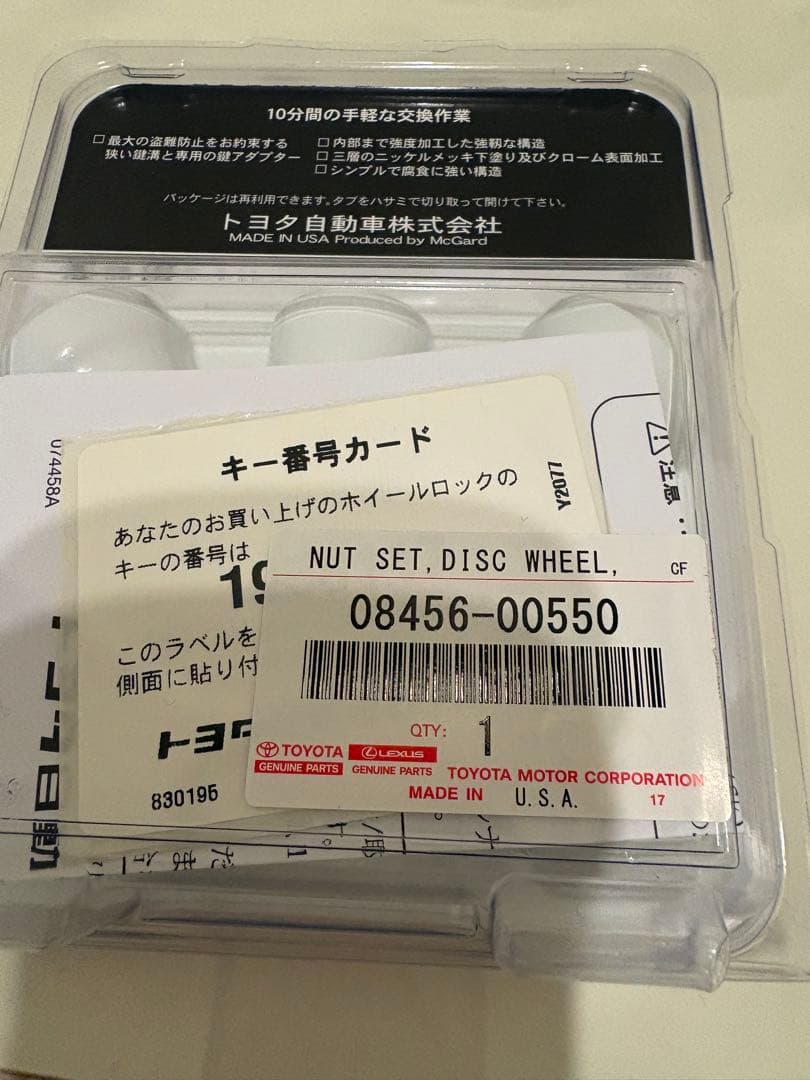 10分間の手軽な交換作業
□ 最大の盗難防止をお約束する
狭い鍵溝と専用の鍵アダプター
□ 内部まで強度加工した強靭な構造
□ 三層のニッケルメッキ下塗り及びクローム表面加工
□ シンプルで腐食に強い構造
パッケージは再利用できます。タブをハサミで切り取って開けて下さい。
トヨタ自動車株式会社
MADE IN USA Produced by McGard
074458A
注意
キー番号カード
Y2077
あなたのお買い上げのホイールロックの
キーの番号は
19
このラベルを
側面に貼り付
トヨタ
830195
NUT SET,DISC WHEEL,
CF
08456-00550
QTY: 1
TOYOTA
GENUINE PARTS
LEXUS
GENUINE PARTS
TOYOTA MOTOR CORPORATION
MADE IN U.S.A.
17